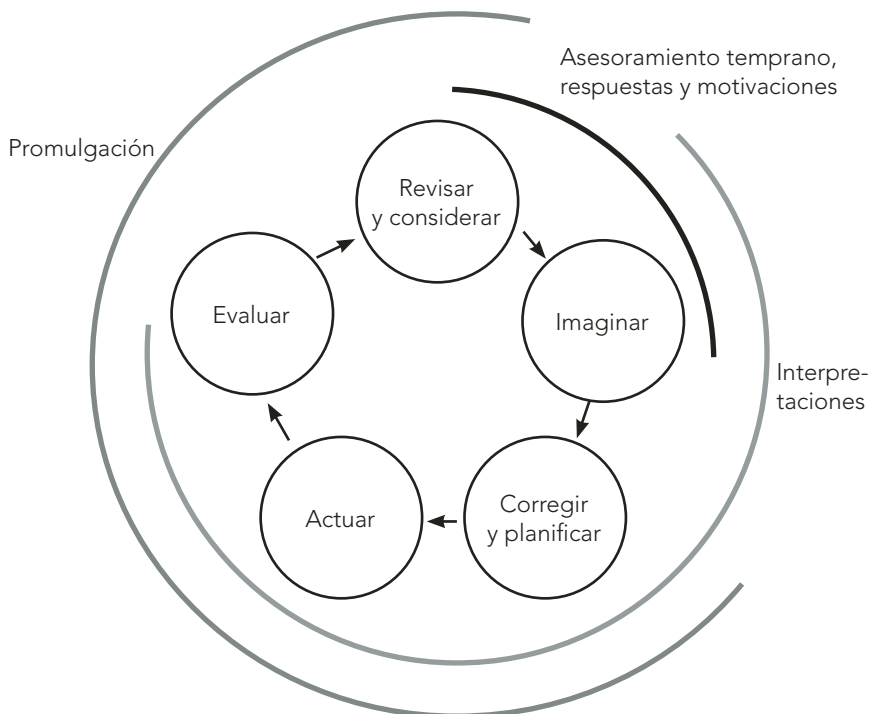 Asesoramiento temprano,
respuestas y motivaciones
Promulgación
Revisar
y considerar
Evaluar
Imaginar
Interpre-
taciones
Actuar
Corregir
y planificar